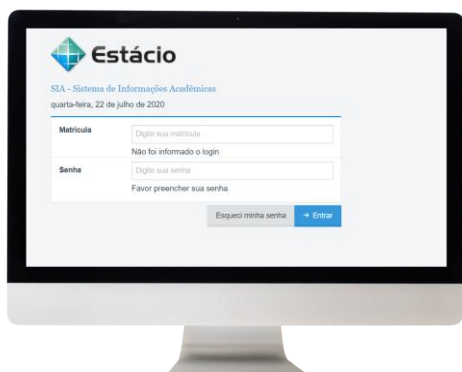 Estácio
SIA - Sistema de Informações Acadêmicas
quarta-feira, 22 de julho de 2020
Matrícula
Digite sua matrícula
Não foi informado o login
Senha
Digite sua senha
Favor preencher sua senha
Esqueci minha senha
➔ Entrar